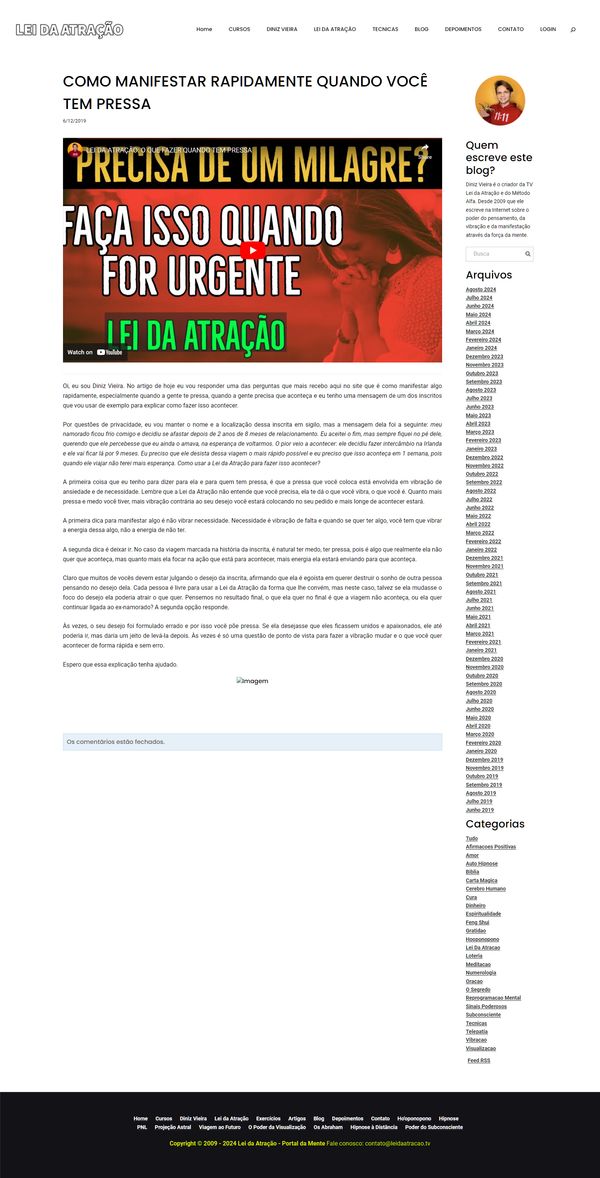 LEI DA ATRAÇÃO
Home CURSOS DINIZ VIEIRA LEI DA ATRAÇÃO TECNICAS BLOG DEPOIMENTOS CONTATO LOGIN
COMO MANIFESTAR RAPIDAMENTE QUANDO VOCÊ
TEM PRESSA
6/12/2019
LEI DA ATRAÇÃO: O QUE FAZER QUANDO TEM PRESSA
Share
PRECISA DE UM MILAGRE?
FAÇA ISSO QUANDO
FOR URGENTE
LEI DA ATRAÇÃO
Watch on YouTube
Oi, eu sou Diniz Vieira. No artigo de hoje eu vou responder uma das perguntas que mais recebo aqui no site que é como manifestar algo
rapidamente, especialmente quando a gente te pressa, quando a gente precisa que aconteça e eu tenho uma mensagem de um dos inscritos
que vou usar de exemplo para explicar como fazer isso acontecer.
Por questões de privacidade, eu vou manter o nome e a localização dessa inscrita em sigilo, mas a mensagem dela foi a seguinte: meu
namorado ficou frio comigo e decidiu se afastar depois de 2 anos de 8 meses de relacionamento. Eu aceitei o fim, mas sempre fiquei no pé dele,
querendo que ele percebesse que eu ainda o amava, na esperança de voltarmos. O pior veio a acontecer: ele decidiu fazer intercâmbio na Irlanda
e ele vai ficar lá por 9 meses. Eu preciso que ele desista dessa viagem o mais rápido possível e eu preciso que isso aconteça em 1 semana, pois
quando ele viajar não terei mais esperança. Como usar a Lei da Atração para fazer isso acontecer?
A primeira coisa que eu tenho para dizer para ela e para quem tem pressa, é que a pressa que você coloca está envolvida em vibração de
ansiedade e de necessidade. Lembre que a Lei da Atração não entende que você precisa, ela te dá o que você vibra, o que você é. Quanto mais
pressa e medo você tiver, mais vibração contrária ao seu desejo você estará colocando no seu pedido e mais longe de acontecer estará.
A primeira dica para manifestar algo é não vibrar necessidade. Necessidade é vibração de falta e quando se quer ter algo, você tem que vibrar
a energia dessa algo, não a energia de não ter.
A segunda dica é deixar ir. No caso da viagem marcada na história da inscrita, é natural ter medo, ter pressa, pois é algo que realmente ela não
quer que aconteça, mas quanto mais ela focar na ação que está para acontecer, mais energia ela estará enviando para que aconteça.
Claro que muitos de vocês devem estar julgando o desejo da inscrita, afirmando que ela é egoísta em querer destruir o sonho de outra pessoa
pensando no desejo dela. Cada pessoa é livre para usar a Lei da Atração da forma que lhe convém, mas neste caso, talvez se ela mudasse o
foco do desejo ela poderia atrair o que quer. Pensemos no resultado final, o que ela quer no final é que a viagem não aconteça, ou ela quer
continuar ligada ao ex-namorado? A segunda opção responde.
Às vezes, o seu desejo foi formulado errado e por isso você põe pressa. Se ela desejasse que eles ficassem unidos e apaixonados, ele até
poderia ir, mas daria um jeito de levá-la depois. Às vezes é só uma questão de ponto de vista para fazer a vibração mudar e o que você quer
acontecer de forma rápida e sem erro.
Espero que essa explicação tenha ajudado.
Imagem
Os comentários estão fechados.
11:11
Quem
escreve este
blog?
Diniz Vieira é o criador da TV
Lei da Atração e do Método
Alfa. Desde 2009 que ele
escreve na Internet sobre o
poder do pensamento, da
vibração e da manifestação
através da força da mente.
Busca
Arquivos
Agosto 2024
Julho 2024
Junho 2024
Maio 2024
Abril 2024
Março 2024
Fevereiro 2024
Janeiro 2024
Dezembro 2023
Novembro 2023
Outubro 2023
Setembro 2023
Agosto 2023
Julho 2023
Junho 2023
Maio 2023
Abril 2023
Março 2023
Fevereiro 2023
Janeiro 2023
Dezembro 2022
Novembro 2022
Outubro 2022
Setembro 2022
Agosto 2022
Julho 2022
Junho 2022
Maio 2022
Abril 2022
Março 2022
Fevereiro 2022
Janeiro 2022
Dezembro 2021
Novembro 2021
Outubro 2021
Setembro 2021
Agosto 2021
Julho 2021
Junho 2021
Maio 2021
Abril 2021
Março 2021
Fevereiro 2021
Janeiro 2021
Dezembro 2020
Novembro 2020
Outubro 2020
Setembro 2020
Agosto 2020
Julho 2020
Junho 2020
Maio 2020
Abril 2020
Março 2020
Fevereiro 2020
Janeiro 2020
Dezembro 2019
Novembro 2019
Outubro 2019
Setembro 2019
Agosto 2019
Julho 2019
Junho 2019
Categorias
Tudo
Afirmacoes Positivas
Amor
Auto Hipnose
Biblia
Carta Magica
Cerebro Humano
Cura
Dinheiro
Espiritualidade
Feng Shui
Gratidao
Hooponopono
Lei Da Atracao
Loteria
Meditacao
Numerologia
Oracao
O Segredo
Reprogramacao Mental
Sinais Poderosos
Subconsciente
Tecnicas
Telepatia
Vibracao
Visualizacao
Feed RSS
Home Cursos Diniz Vieira Lei da Atração Exercícios Artigos Blog Depoimentos Contato Ho'oponopono Hipnose
PNL Projeção Astral Viagem ao Futuro O Poder da Visualização Os Abraham Hipnose à Distância Poder do Subconsciente
Copyright © 2009 - 2024 Lei da Atração - Portal da Mente Fale conosco: contato@leidaatracao.tv